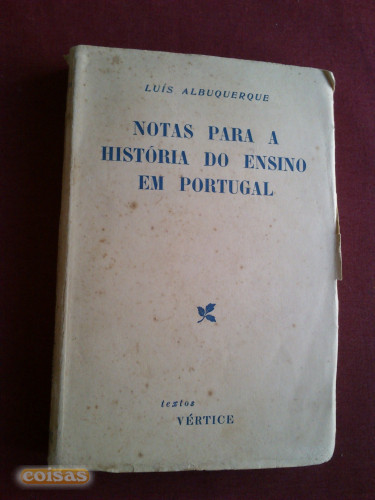 LUÍS ALBUQUERQUE
NOTAS PARA A
HISTÓRIA DO ENSINO
EM PORTUGAL
textos
VÉRTICE
coisas